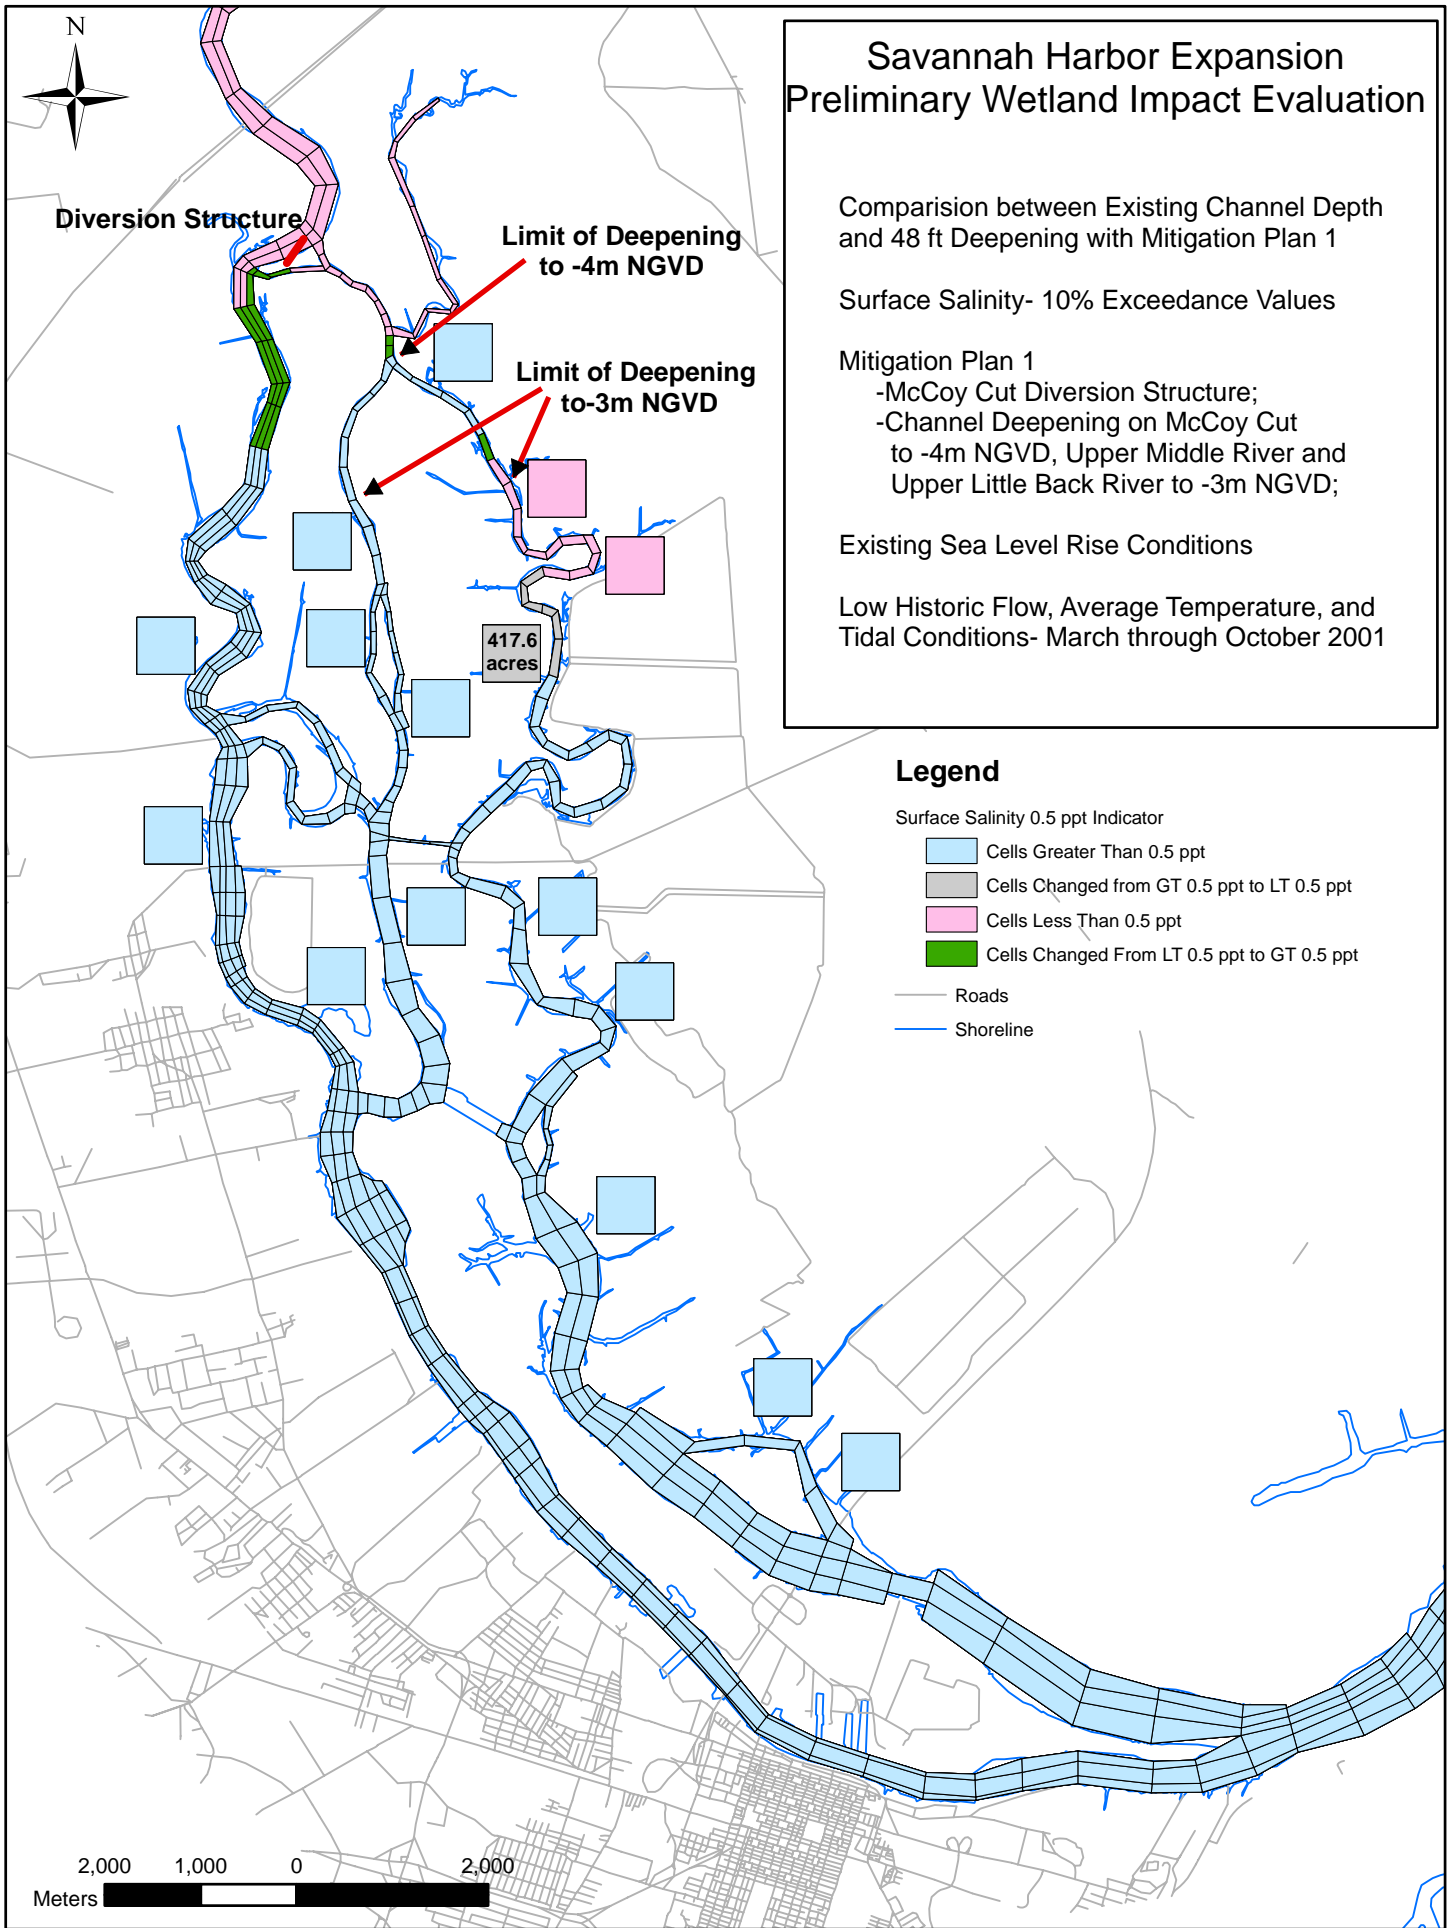 N
Savannah Harbor Expansion
Preliminary Wetland Impact Evaluation
Comparision between Existing Channel Depth
and 48 ft Deepening with Mitigation Plan 1
Surface Salinity- 10% Exceedance Values
Mitigation Plan 1
-McCoy Cut Diversion Structure;
-Channel Deepening on McCoy Cut
to -4m NGVD, Upper Middle River and
Upper Little Back River to -3m NGVD;
Existing Sea Level Rise Conditions
Low Historic Flow, Average Temperature, and
Tidal Conditions- March through October 2001
Diversion Structure
Limit of Deepening
to -4m NGVD
Limit of Deepening
to-3m NGVD
417.6
acres
Legend
Surface Salinity 0.5 ppt Indicator
Cells Greater Than 0.5 ppt
Cells Changed from GT 0.5 ppt to LT 0.5 ppt
Cells Less Than 0.5 ppt
Cells Changed From LT 0.5 ppt to GT 0.5 ppt
Roads
Shoreline
2,000 1,000 0 2,000
Meters